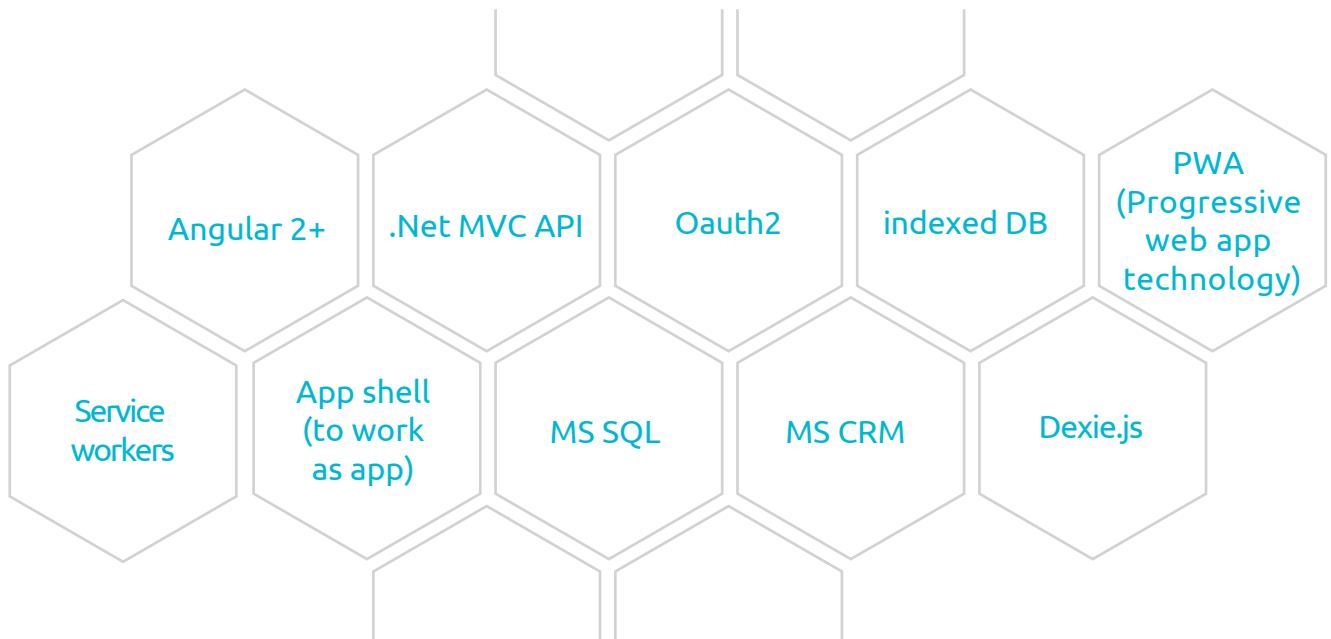 Angular 2+
.Net MVC API
Oauth2
indexed DB
PWA
(Progressive
web app
technology)
Service
workers
App shell
(to work
as app)
MS SQL
MS CRM
Dexie.js